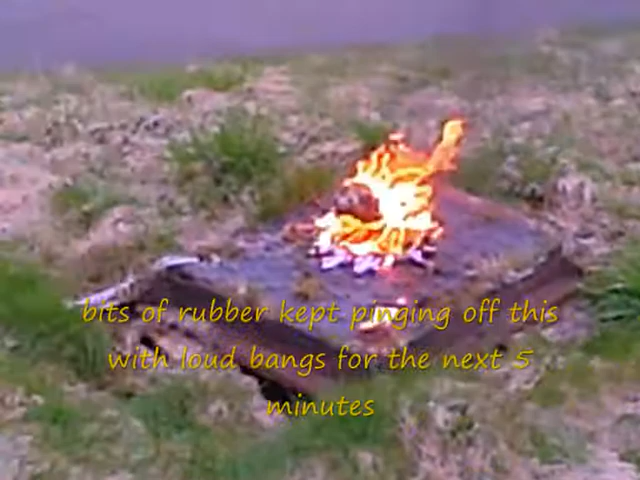 bits of rubber kept pinging off this
with loud bangs for the next 5
minutes